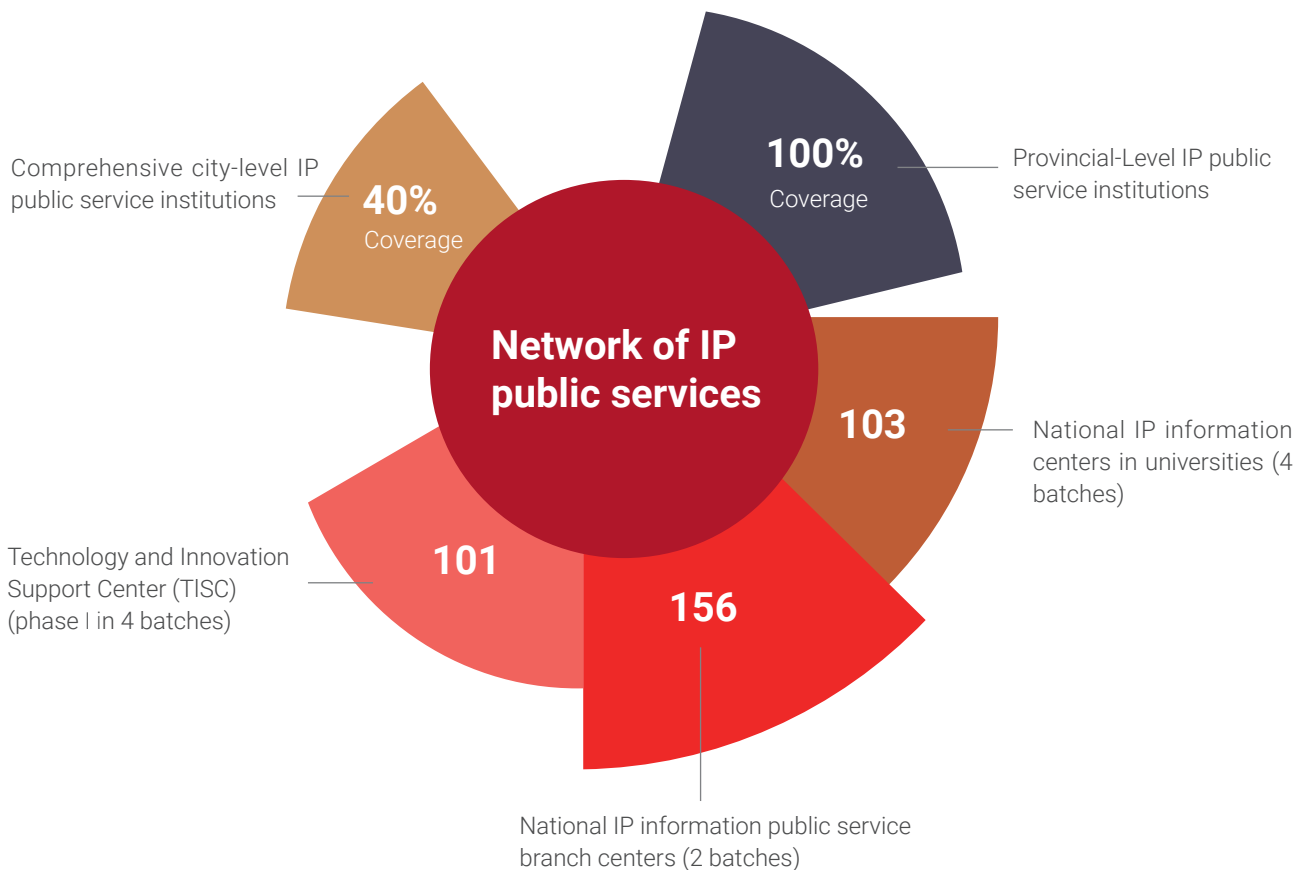 100%
Coverage
Provincial-Level IP public
service institutions
Comprehensive city-level IP
public service institutions
40%
Coverage
Network of IP
public services
103
National IP information
centers in universities (4
batches)
101
Technology and Innovation
Support Center (TISC)
(phase I in 4 batches)
156
National IP information public service
branch centers (2 batches)